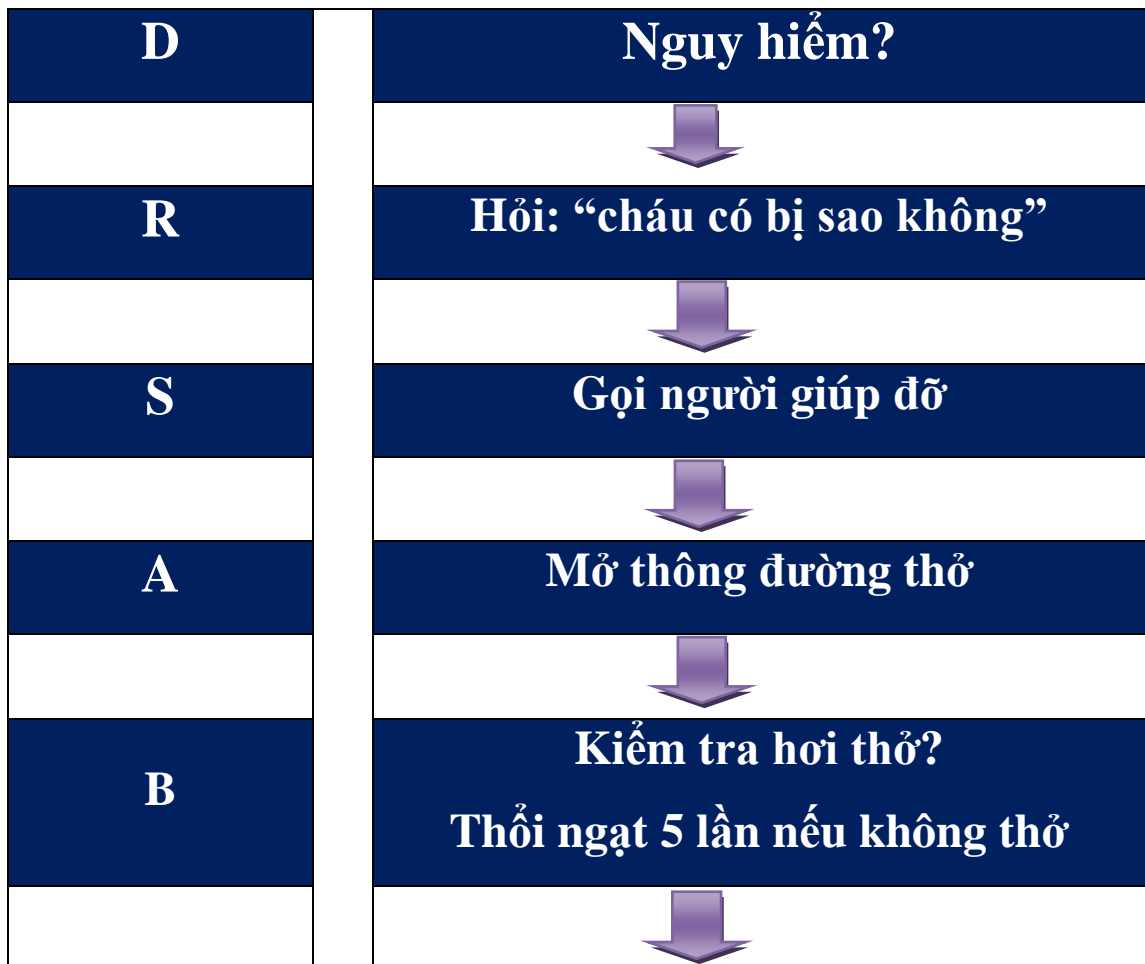 D
Nguy hiểm?
R
Hỏi: “cháu có bị sao không”
S
Gọi người giúp đỡ
A
Mở thông đường thở
B
Kiểm tra hơi thở?
Thổi ngạt 5 lần nếu không thở